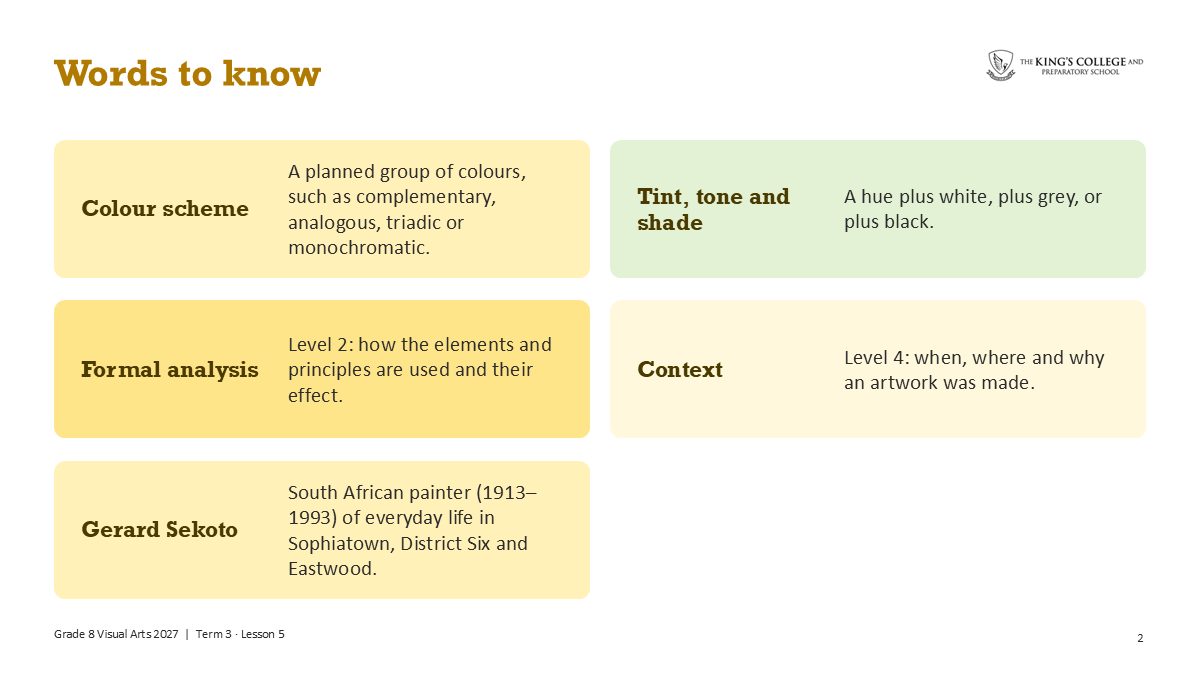 Words to know
THE KING'S COLLEGE AND
PREPARATORY SCHOOL
Colour scheme
A planned group of colours,
such as complementary,
analogous, triadic or
monochromatic.
Tint, tone and
shade
A hue plus white, plus grey, or
plus black.
Formal analysis
Level 2: how the elements and
principles are used and their
effect.
Context
Level 4: when, where and why
an artwork was made.
Gerard Sekoto
South African painter (1913–
1993) of everyday life in
Sophiatown, District Six and
Eastwood.
Grade 8 Visual Arts 2027 | Term 3 · Lesson 5
2